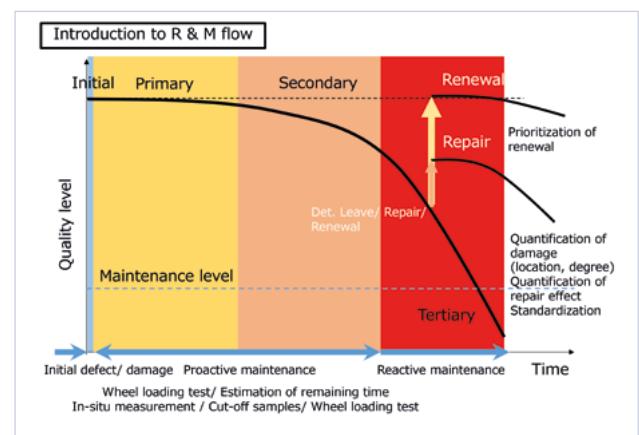 Introduction to R & M flow
Initial
Primary
Secondary
Renewal
Prioritization of
renewal
Repair
Det. Leave/ Repair/
Renewal
Quality level
Quantification of
damage
(location, degree)
Quantification of
repair effect
Standardization
Maintenance level
Tertiary
Initial defect/ damage
Proactive maintenance
Reactive maintenance
Time
Wheel loading test/ Estimation of remaining time
In-situ measurement / Cut-off samples/ Wheel loading test